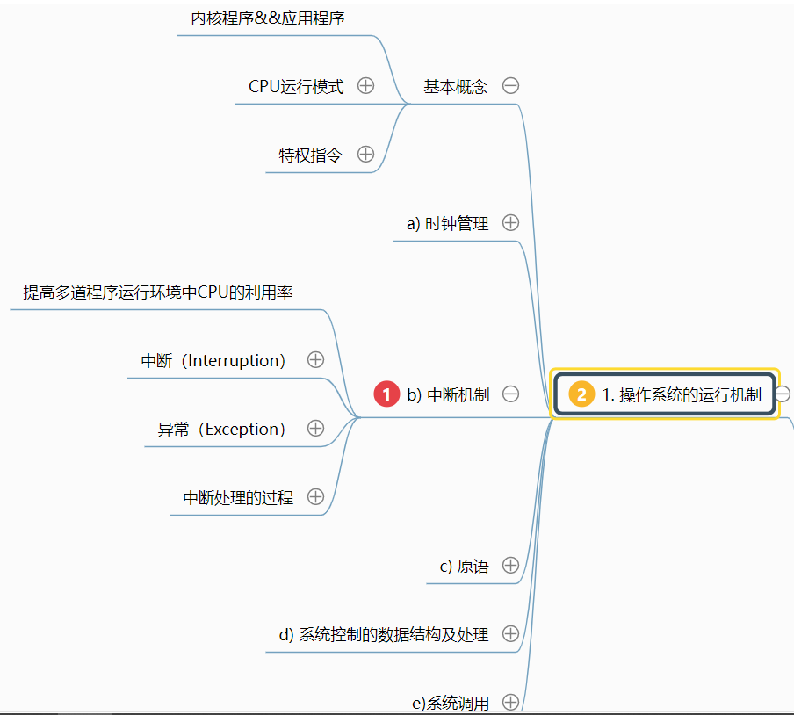 内核程序&&应用程序
CPU运行模式
基本概念
特权指令
a) 时钟管理
提高多道程序运行环境中CPU的利用率
中断（Interruption）
1 b) 中断机制
2 1. 操作系统的运行机制
异常（Exception）
中断处理的过程
c) 原语
d) 系统控制的数据结构及处理
e)系统调用